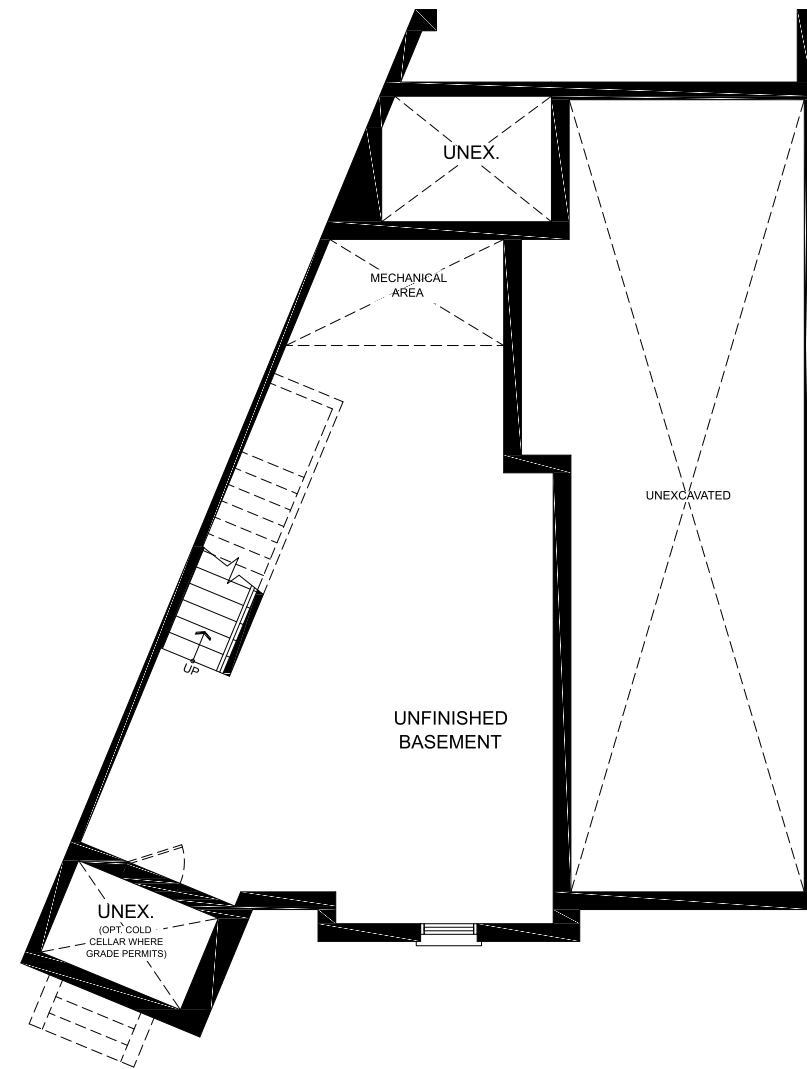 UNEX.
MECHANICAL
AREA
UNEXCAVATED
UP
UNFINISHED
BASEMENT
UNEX.
(OPT. COLD
CELLAR WHERE
GRADE PERMITS)